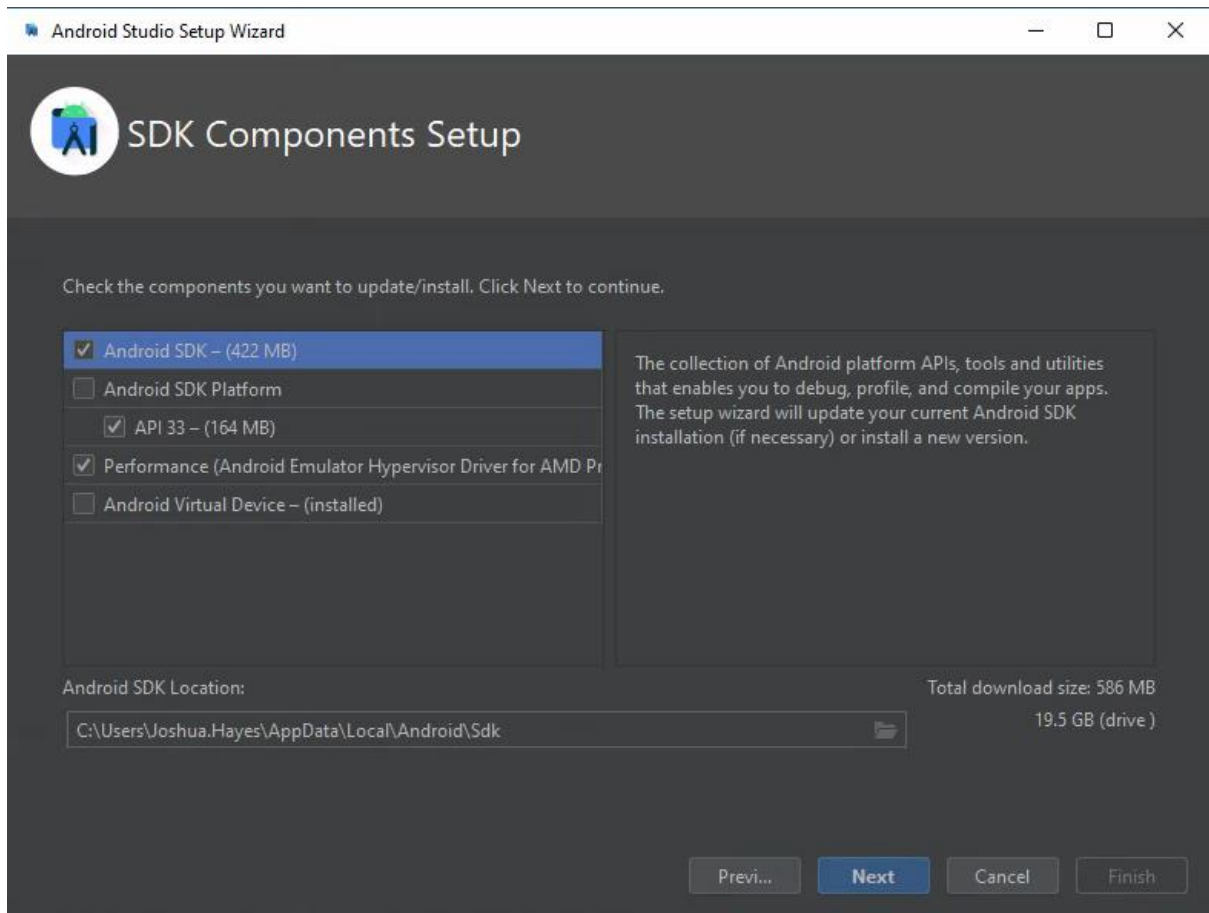 Android Studio Setup Wizard
SDK Components Setup
Check the components you want to update/install. Click Next to continue.
Android SDK – (422 MB)
Android SDK Platform
API 33 – (164 MB)
Performance (Android Emulator Hypervisor Driver for AMD Pr
Android Virtual Device – (installed)
The collection of Android platform APIs, tools and utilities
that enables you to debug, profile, and compile your apps.
The setup wizard will update your current Android SDK
installation (if necessary) or install a new version.
Android SDK Location:
Total download size: 586 MB
C:\Users\Joshua.Hayes\AppData\Local\Android\Sdk
19.5 GB (drive )
Previ...
Next
Cancel
Finish